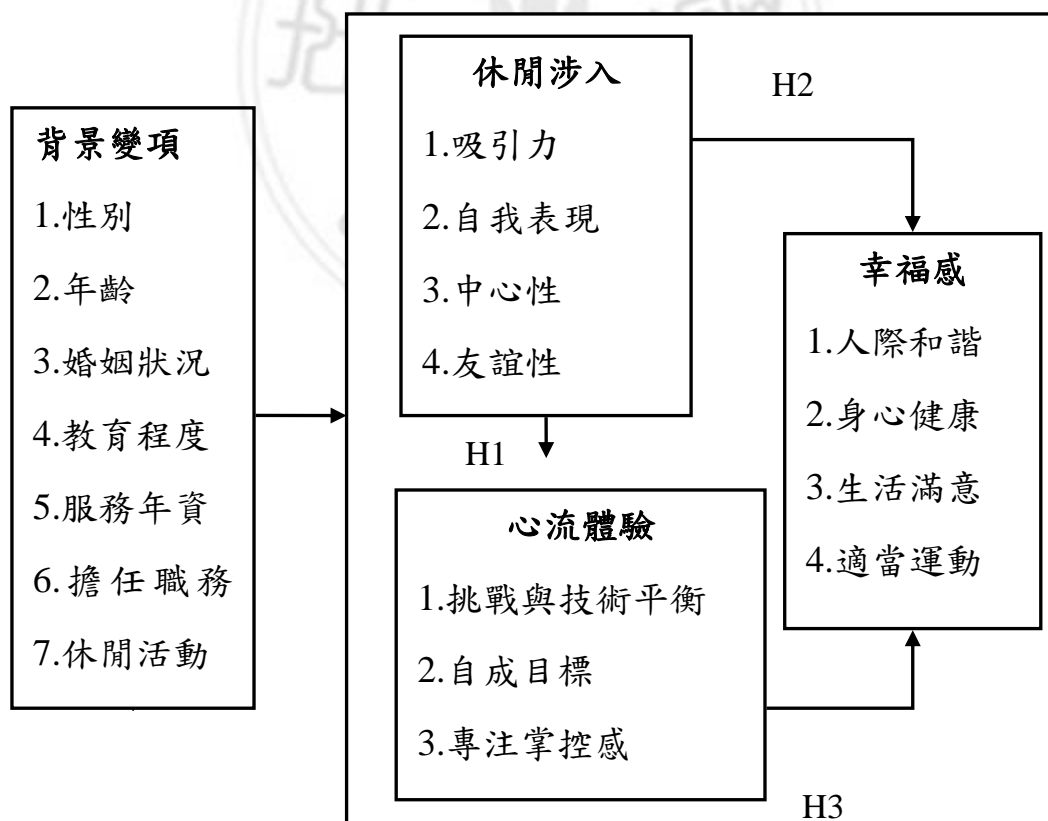 背景變項
1.性別
2.年齡
3.婚姻狀況
4.教育程度
5.服務年資
6.擔任職務
7.休閒活動
休閒涉入
1.吸引力
2.自我表現
3.中心性
4.友誼性
H1
H2
心流體驗
1.挑戰與技術平衡
2.自成目標
3.專注掌控感
幸福感
1.人際和諧
2.身心健康
3.生活滿意
4.適當運動
H3